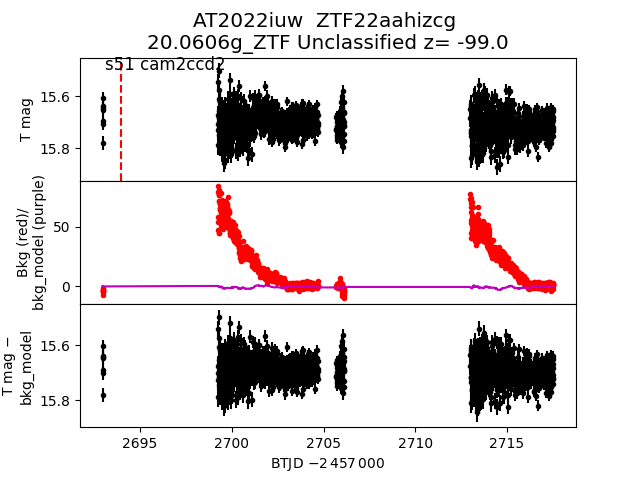 AT2022iuw  ZTF22aahizcg
20.0606g_ZTF Unclassified z= -99.0
s51 cam2ccd2
T mag
15.6
15.8
Bkg (red)/
bkg_model (purple)
50
0
T mag −
bkg_model
15.6
15.8
2695 2700 2705 2710 2715
BTJD −2 457 000